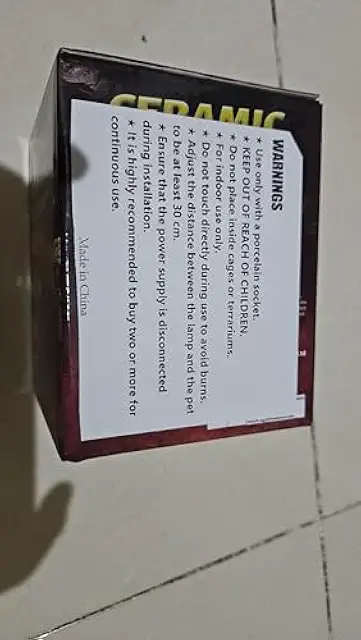 CERAMIC
WARNINGS
★ Use only with a porcelain socket.
★ KEEP OUT OF REACH OF CHILDREN.
★ Do not place inside cages or terrariums.
★ For indoor use only.
★ Do not touch directly during use to avoid burns.
★ Adjust the distance between the lamp and the pet
to be at least 30 cm.
★ Ensure that the power supply is disconnected
during installation.
★ It is highly recommended to buy two or more for
continuous use.
Made in China